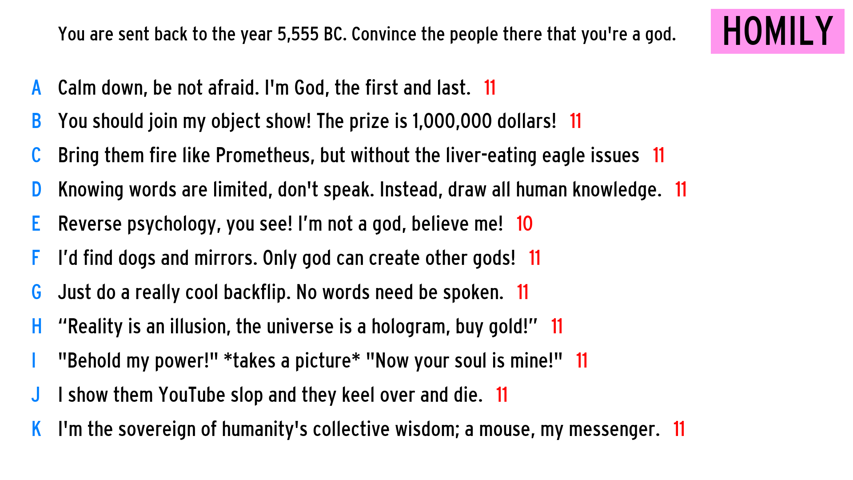 You are sent back to the year 5,555 BC. Convince the people there that you're a god. HOMILY
A Calm down, be not afraid. I'm God, the first and last. 11
B You should join my object show! The prize is 1,000,000 dollars! 11
C Bring them fire like Prometheus, but without the liver-eating eagle issues 11
D Knowing words are limited, don't speak. Instead, draw all human knowledge. 11
E Reverse psychology, you see! I’m not a god, believe me! 10
F I’d find dogs and mirrors. Only god can create other gods! 11
G Just do a really cool backflip. No words need be spoken. 11
H “Reality is an illusion, the universe is a hologram, buy gold!” 11
I "Behold my power!" *takes a picture* "Now your soul is mine!" 11
J I show them YouTube slop and they keel over and die. 11
K I'm the sovereign of humanity's collective wisdom; a mouse, my messenger. 11